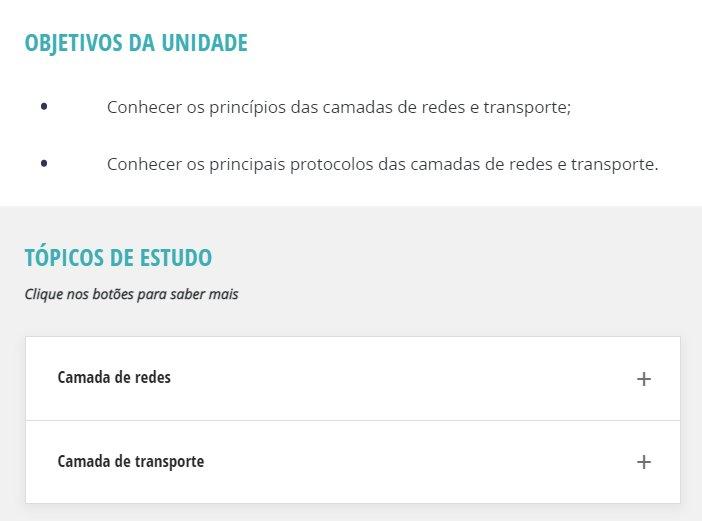 OBJETIVOS DA UNIDADE
• Conhecer os princípios das camadas de redes e transporte;
• Conhecer os principais protocolos das camadas de redes e transporte.
TÓPICOS DE ESTUDO
Clique nos botões para saber mais
Camada de redes +
Camada de transporte +